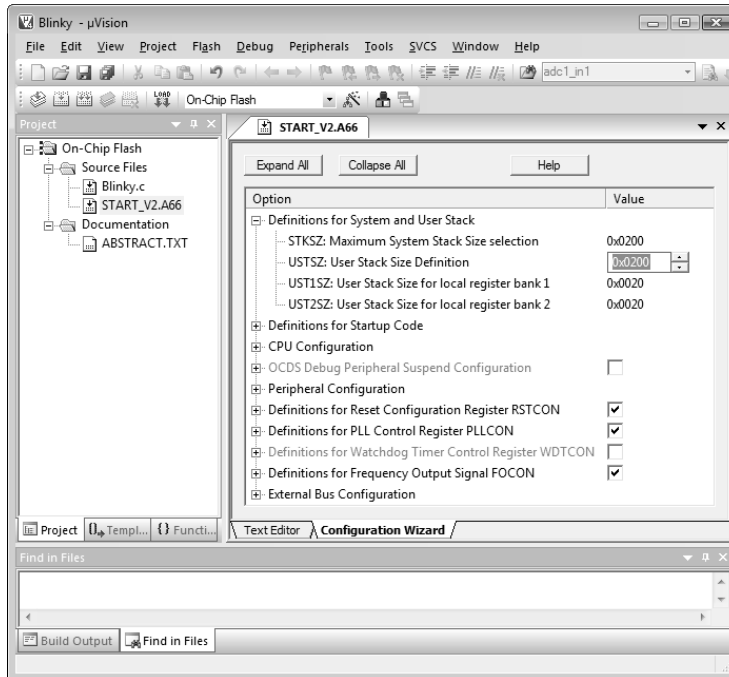 Blinky - µVision
File Edit View Project Flash Debug Peripherals Tools SVCS Window Help
adc1_in1
LOAD On-Chip Flash
Project
START_V2.A66
On-Chip Flash
Source Files
Blinky.c
START_V2.A66
Documentation
ABSTRACT.TXT
Expand All Collapse All Help
Option Value
Definitions for System and User Stack
STKSZ: Maximum System Stack Size selection 0x0200
USTSZ: User Stack Size Definition 0x0200
UST1SZ: User Stack Size for local register bank 1 0x0020
UST2SZ: User Stack Size for local register bank 2 0x0020
Definitions for Startup Code
CPU Configuration
OCDS Debug Peripheral Suspend Configuration
Peripheral Configuration
Definitions for Reset Configuration Register RSTCON
Definitions for PLL Control Register PLLCON
Definitions for Watchdog Timer Control Register WDTCON
Definitions for Frequency Output Signal FOCON
External Bus Configuration
Project Templ... Functi...
Text Editor Configuration Wizard
Find in Files
Build Output Find in Files